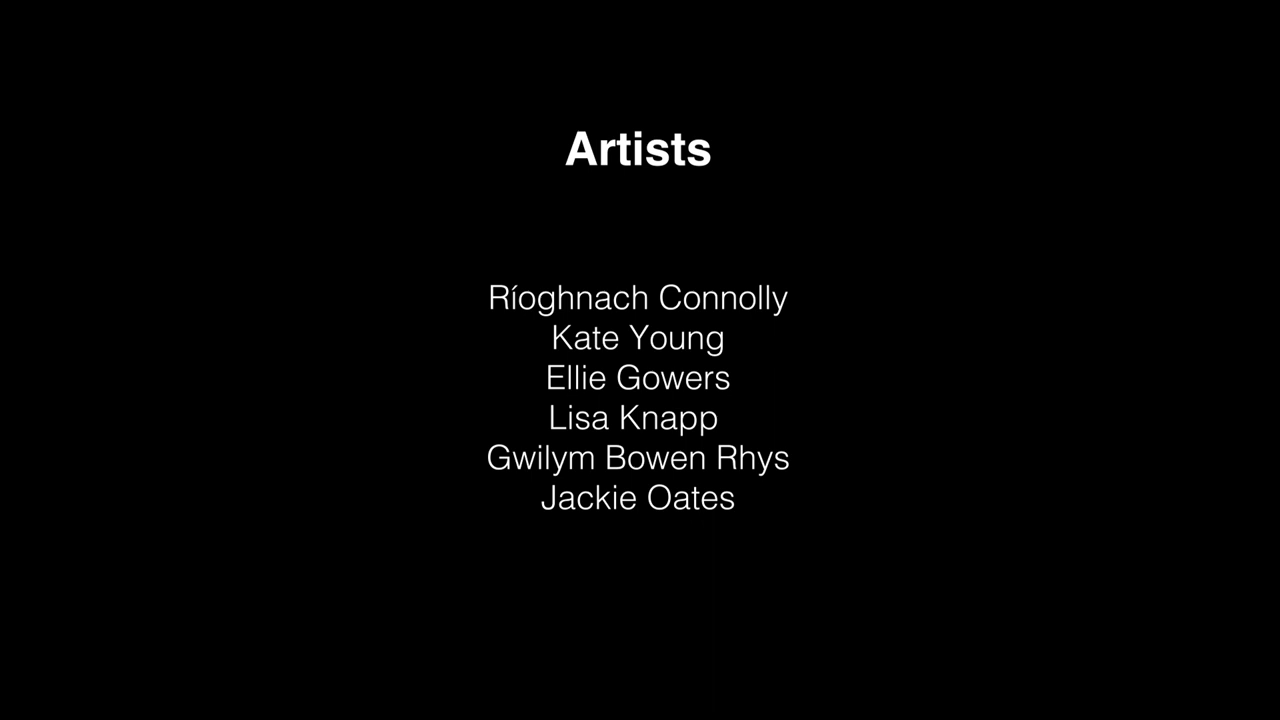 Artists
Ríoghnach Connolly
Kate Young
Ellie Gowers
Lisa Knapp
Gwilym Bowen Rhys
Jackie Oates